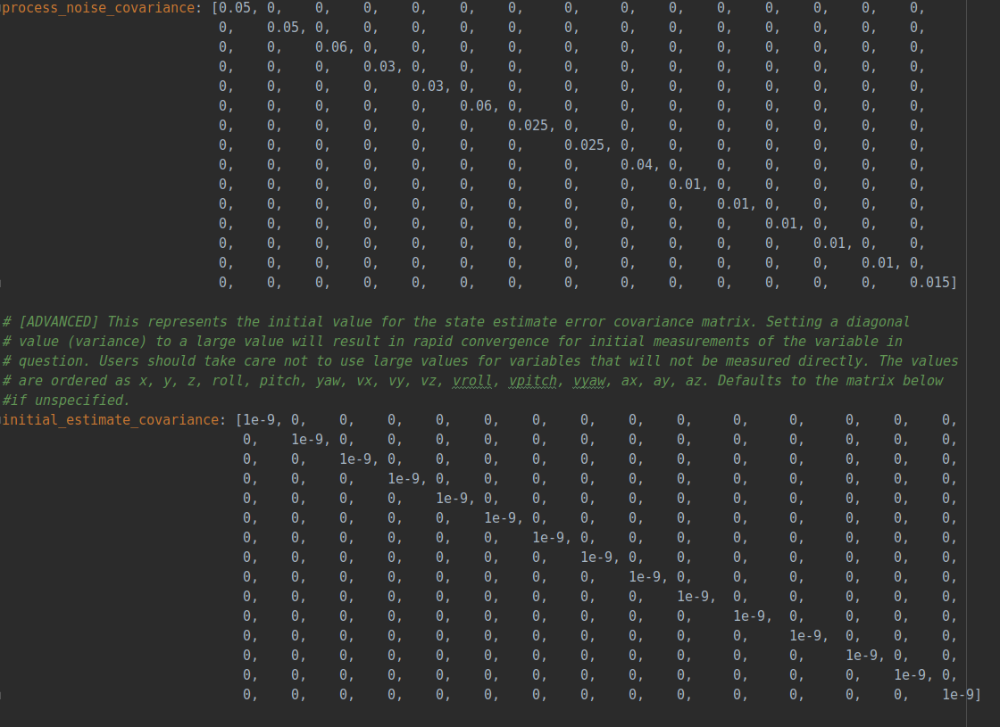 process_noise_covariance: [0.05, 0, 0, 0, 0, 0, 0, 0, 0, 0, 0, 0, 0, 0, 0,
0, 0.05, 0, 0, 0, 0, 0, 0, 0, 0, 0, 0, 0, 0, 0,
0, 0, 0.06, 0, 0, 0, 0, 0, 0, 0, 0, 0, 0, 0, 0,
0, 0, 0, 0.03, 0, 0, 0, 0, 0, 0, 0, 0, 0, 0, 0,
0, 0, 0, 0, 0.03, 0, 0, 0, 0, 0, 0, 0, 0, 0, 0,
0, 0, 0, 0, 0, 0.06, 0, 0, 0, 0, 0, 0, 0, 0, 0,
0, 0, 0, 0, 0, 0, 0.025, 0, 0, 0, 0, 0, 0, 0, 0,
0, 0, 0, 0, 0, 0, 0, 0.025, 0, 0, 0, 0, 0, 0, 0,
0, 0, 0, 0, 0, 0, 0, 0, 0.04, 0, 0, 0, 0, 0, 0,
0, 0, 0, 0, 0, 0, 0, 0, 0, 0.01, 0, 0, 0, 0, 0,
0, 0, 0, 0, 0, 0, 0, 0, 0, 0, 0.01, 0, 0, 0, 0,
0, 0, 0, 0, 0, 0, 0, 0, 0, 0, 0, 0.01, 0, 0, 0,
0, 0, 0, 0, 0, 0, 0, 0, 0, 0, 0, 0, 0.01, 0, 0,
0, 0, 0, 0, 0, 0, 0, 0, 0, 0, 0, 0, 0, 0.01, 0,
0, 0, 0, 0, 0, 0, 0, 0, 0, 0, 0, 0, 0, 0, 0.015]
# [ADVANCED] This represents the initial value for the state estimate error covariance matrix. Setting a diagonal
# value (variance) to a large value will result in rapid convergence for initial measurements of the variable in
# question. Users should take care not to use large values for variables that will not be measured directly. The values
# are ordered as x, y, z, roll, pitch, yaw, vx, vy, vz, vroll, vpitch, vyaw, ax, ay, az. Defaults to the matrix below
#if unspecified.
initial_estimate_covariance: [1e-9, 0, 0, 0, 0, 0, 0, 0, 0, 0, 0, 0, 0, 0, 0,
0, 1e-9, 0, 0, 0, 0, 0, 0, 0, 0, 0, 0, 0, 0, 0,
0, 0, 1e-9, 0, 0, 0, 0, 0, 0, 0, 0, 0, 0, 0, 0,
0, 0, 0, 1e-9, 0, 0, 0, 0, 0, 0, 0, 0, 0, 0, 0,
0, 0, 0, 0, 1e-9, 0, 0, 0, 0, 0, 0, 0, 0, 0, 0,
0, 0, 0, 0, 0, 1e-9, 0, 0, 0, 0, 0, 0, 0, 0, 0,
0, 0, 0, 0, 0, 0, 1e-9, 0, 0, 0, 0, 0, 0, 0, 0,
0, 0, 0, 0, 0, 0, 0, 1e-9, 0, 0, 0, 0, 0, 0, 0,
0, 0, 0, 0, 0, 0, 0, 0, 1e-9, 0, 0, 0, 0, 0, 0,
0, 0, 0, 0, 0, 0, 0, 0, 0, 1e-9, 0, 0, 0, 0, 0,
0, 0, 0, 0, 0, 0, 0, 0, 0, 0, 1e-9, 0, 0, 0, 0,
0, 0, 0, 0, 0, 0, 0, 0, 0, 0, 0, 1e-9, 0, 0, 0,
0, 0, 0, 0, 0, 0, 0, 0, 0, 0, 0, 0, 1e-9, 0, 0,
0, 0, 0, 0, 0, 0, 0, 0, 0, 0, 0, 0, 0, 1e-9, 0,
0, 0, 0, 0, 0, 0, 0, 0, 0, 0, 0, 0, 0, 0, 1e-9]